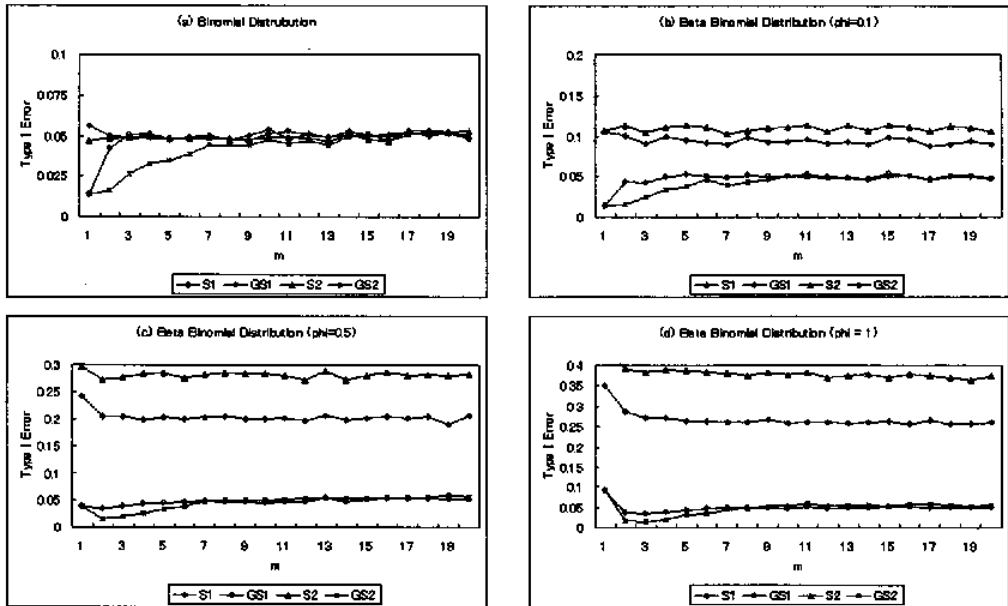 (a) Binomial Distrubution
0.1
0.075
0.05
0.025
0
Type I Error
1 3 5 7 9 11 13 15 17 19
m
S1 GS1 S2 GS2
(b) Beta Binomial Distribution (phi=0.1)
0.2
0.15
0.1
0.05
0
Type I Error
1 3 5 7 9 11 13 15 17 19
m
S1 GS1 S2 GS2
(c) Beta Binomial Distribution (phi=0.5)
0.3
0.25
0.2
0.15
0.1
0.05
0
Type I Error
1 3 5 7 9 11 13 15 17 19
m
S1 GS1 S2 GS2
(d) Beta Binomial Distribution (phi = 1)
0.4
0.35
0.3
0.25
0.2
0.15
0.1
0.05
0
Type I Error
1 3 5 7 9 11 13 15 17 19
m
S1 GS1 S2 GS2